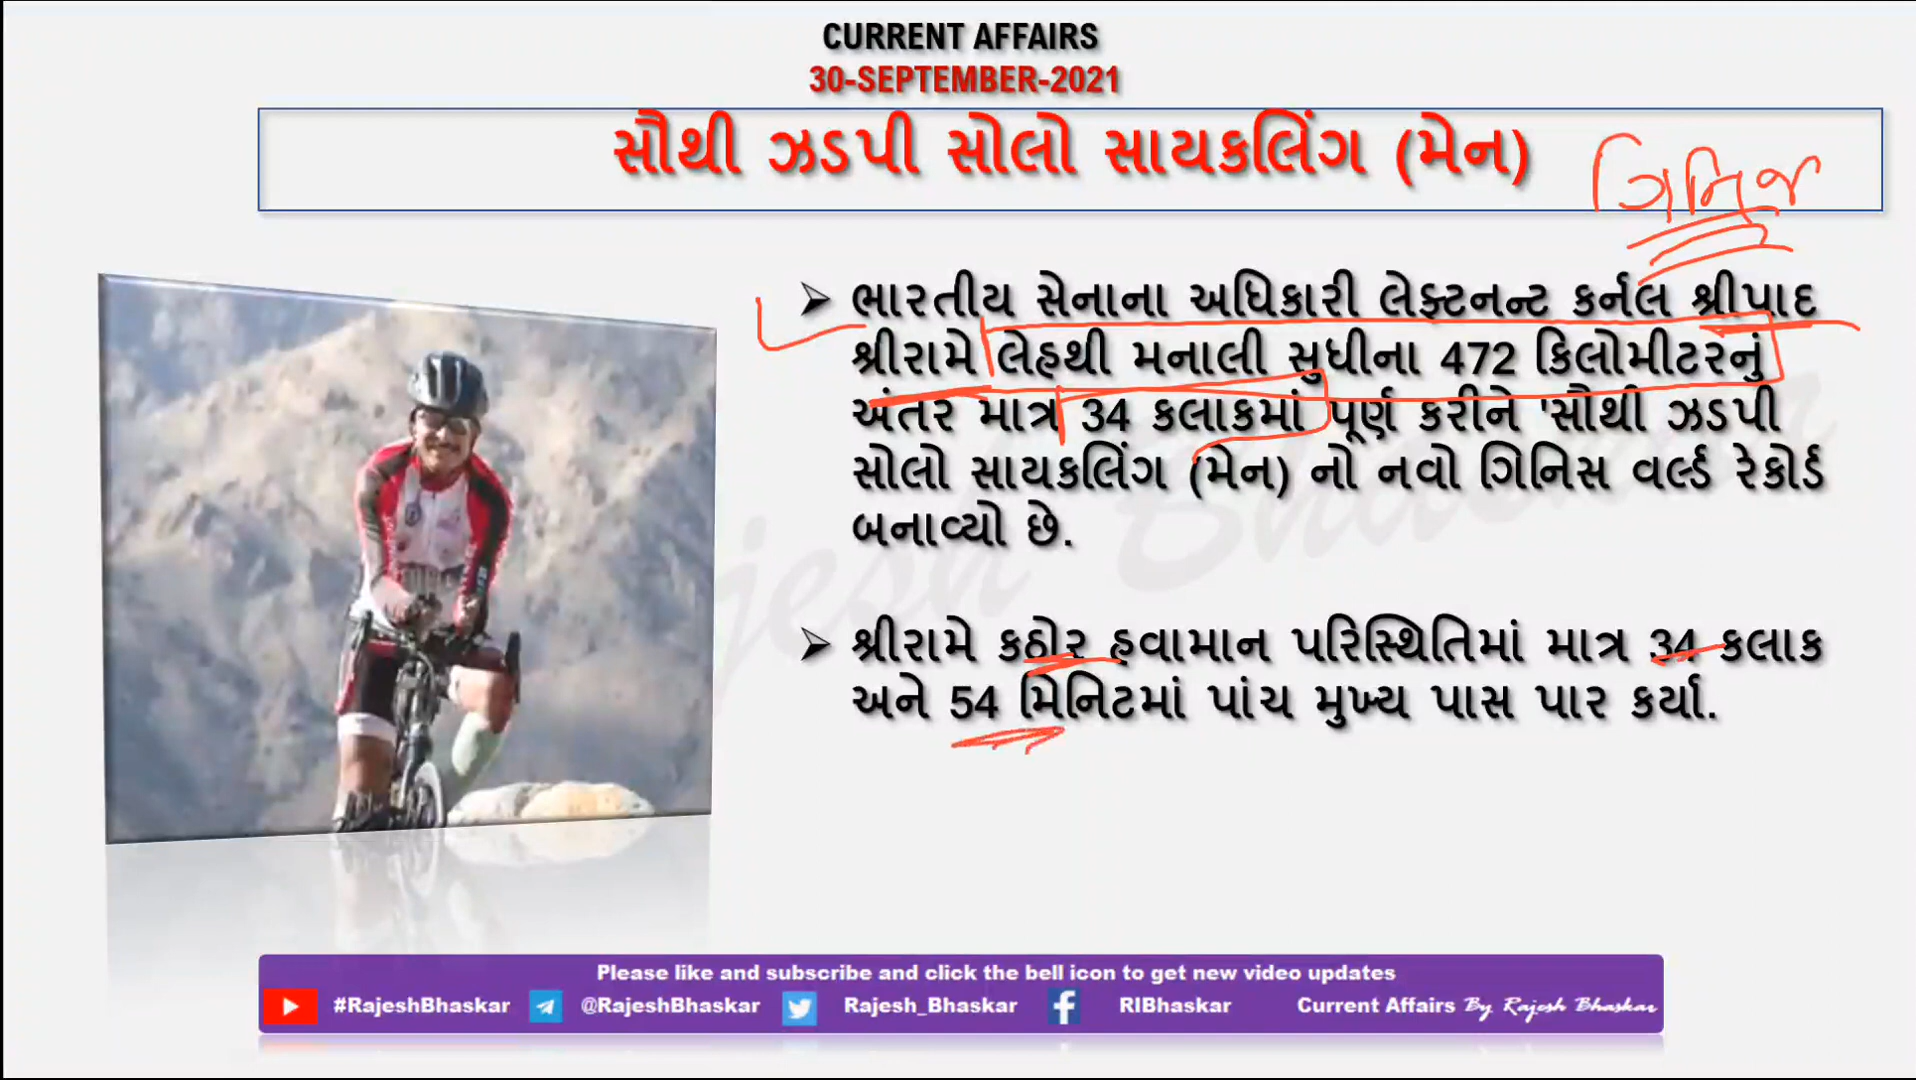 CURRENT AFFAIRS
30-SEPTEMBER-2021
સૌથી ઝડપી સોલો સાયકલિંગ (મેન)
ગિનિજ
➢ ભારતીય સેનાના અધિકારી લેફ્ટનન્ટ કર્નલ શ્રીપાદ
શ્રીરામે લેહથી મનાલી સુધીના 472 કિલોમીટરનું
અંતર માત્ર 34 કલાકમાં પૂર્ણ કરીને 'સૌથી ઝડપી
સોલો સાયકલિંગ (મેન) નો નવો ગિનિસ વર્લ્ડ રેકોર્ડ
બનાવ્યો છે.
➢ શ્રીરામે કઠોર હવામાન પરિસ્થિતિમાં માત્ર 34 કલાક
અને 54 મિનિટમાં પાંચ મુખ્ય પાસ પાર કર્યા.
Rajesh Bhaskar
Please like and subscribe and click the bell icon to get new video updates
#RajeshBhaskar @RajeshBhaskar Rajesh_Bhaskar RIBhaskar Current Affairs By Rajesh Bhaskar